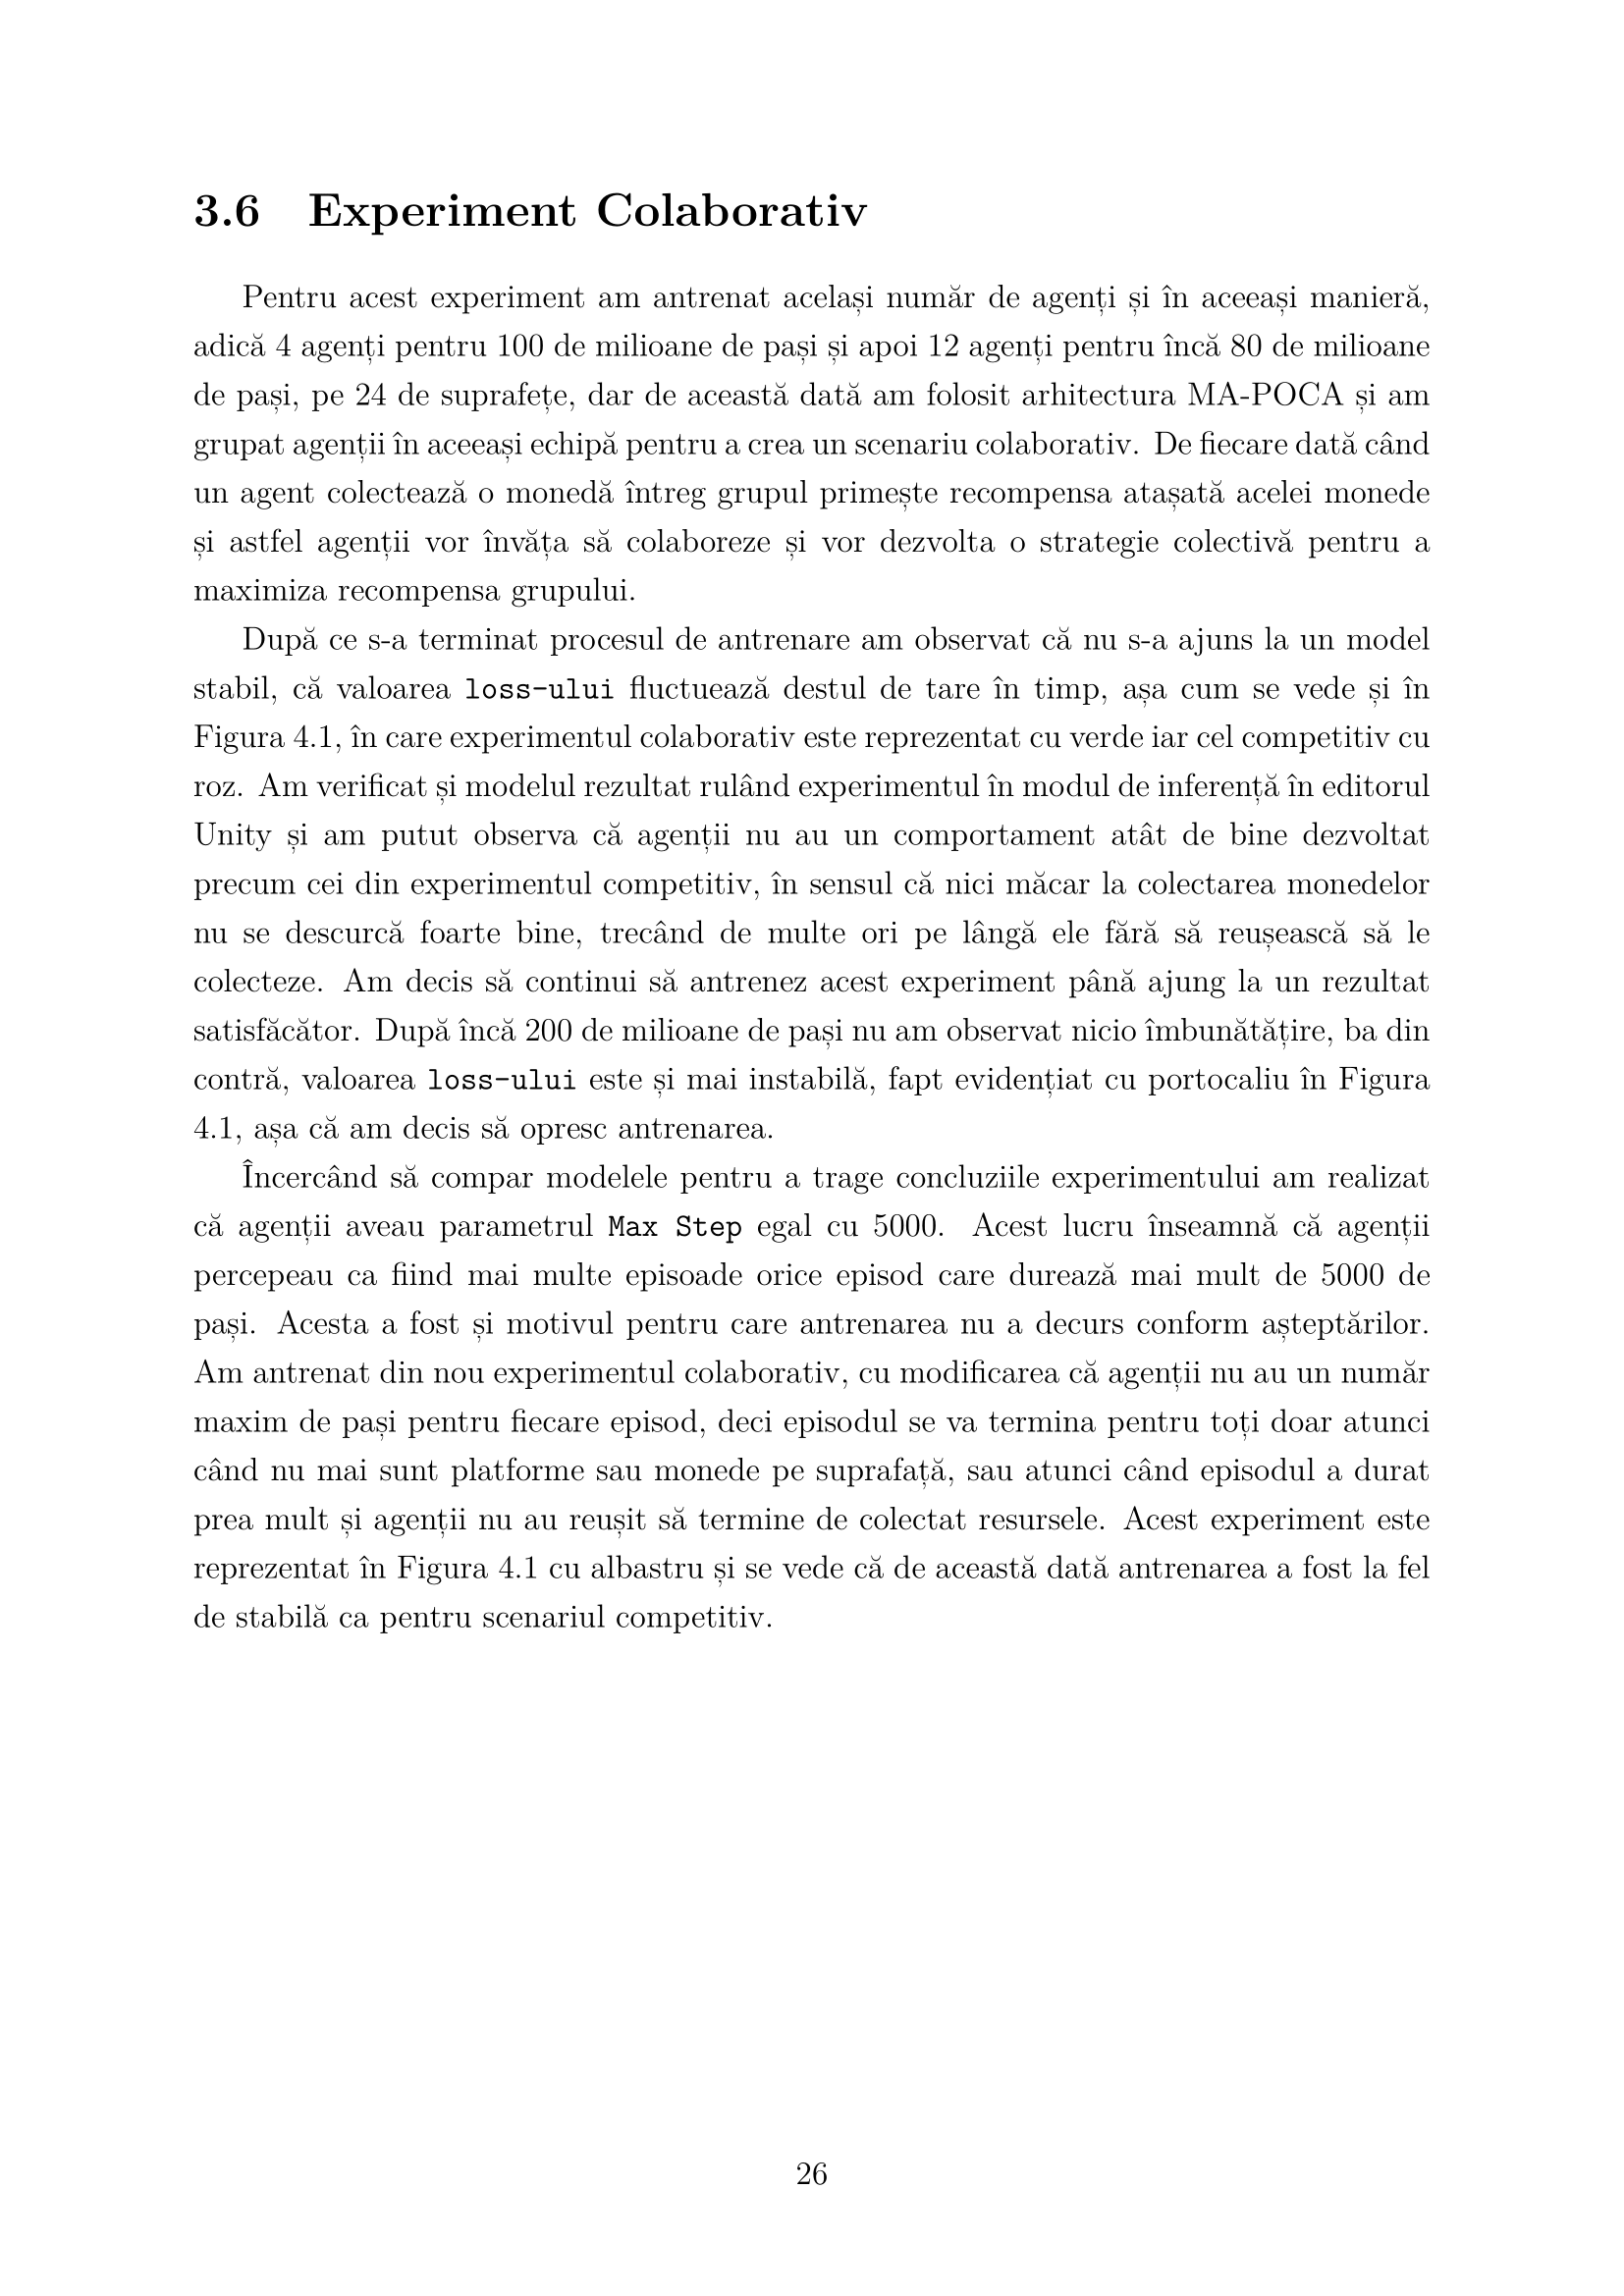 3.6 Experiment Colaborativ
Pentru acest experiment am antrenat același număr de agenți și în aceeași manieră,
adică 4 agenți pentru 100 de milioane de pași și apoi 12 agenți pentru încă 80 de milioane
de pași, pe 24 de suprafețe, dar de această dată am folosit arhitectura MA-POCA și am
grupat agenții în aceeași echipă pentru a crea un scenariu colaborativ. De fiecare dată când
un agent colectează o monedă întreg grupul primește recompensa atașată acelei monede
și astfel agenții vor învăța să colaboreze și vor dezvolta o strategie colectivă pentru a
maximiza recompensa grupului.
După ce s-a terminat procesul de antrenare am observat că nu s-a ajuns la un model
stabil, că valoarea loss-ului fluctuează destul de tare în timp, așa cum se vede și în
Figura 4.1, în care experimentul colaborativ este reprezentat cu verde iar cel competitiv cu
roz. Am verificat și modelul rezultat rulând experimentul în modul de inferență în editorul
Unity și am putut observa că agenții nu au un comportament atât de bine dezvoltat
precum cei din experimentul competitiv, în sensul că nici măcar la colectarea monedelor
nu se descurcă foarte bine, trecând de multe ori pe lângă ele fără să reușească să le
colecteze. Am decis să continui să antrenez acest experiment până ajung la un rezultat
satisfăcător. După încă 200 de milioane de pași nu am observat nicio îmbunătățire, ba din
contră, valoarea loss-ului este și mai instabilă, fapt evidențiat cu portocaliu în Figura
4.1, așa că am decis să opresc antrenarea.
Încercând să compar modelele pentru a trage concluziile experimentului am realizat
că agenții aveau parametrul Max Step egal cu 5000. Acest lucru înseamnă că agenții
percepeau ca fiind mai multe episoade orice episod care durează mai mult de 5000 de
pași. Acesta a fost și motivul pentru care antrenarea nu a decurs conform așteptărilor.
Am antrenat din nou experimentul colaborativ, cu modificarea că agenții nu au un număr
maxim de pași pentru fiecare episod, deci episodul se va termina pentru toți doar atunci
când nu mai sunt platforme sau monede pe suprafață, sau atunci când episodul a durat
prea mult și agenții nu au reușit să termine de colectat resursele. Acest experiment este
reprezentat în Figura 4.1 cu albastru și se vede că de această dată antrenarea a fost la fel
de stabilă ca pentru scenariul competitiv.
26